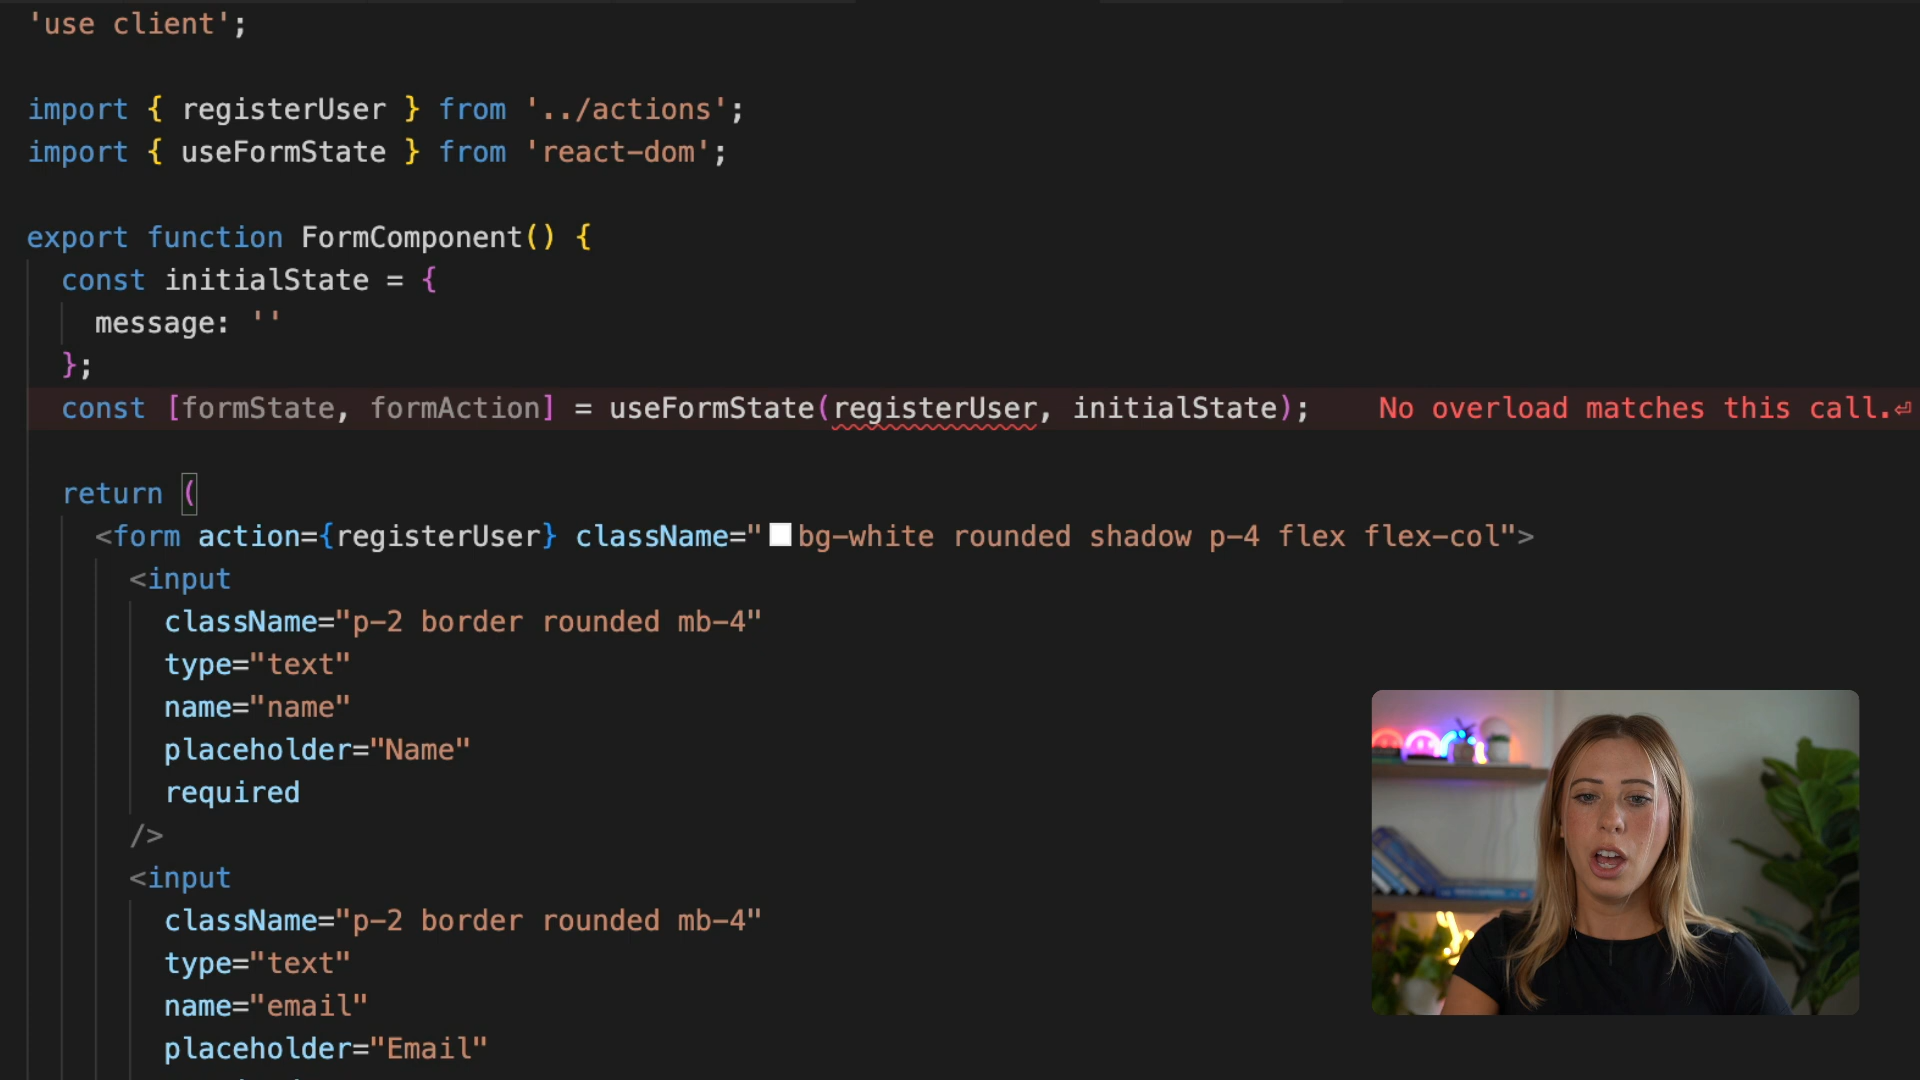 'use client';
import { registerUser } from '../actions';
import { useFormState } from 'react-dom';
export function FormComponent() {
const initialState = {
message: ''
};
const [formState, formAction] = useFormState(registerUser, initialState); No overload matches this call.⏎
return (
<form action={registerUser} className="bg-white rounded shadow p-4 flex flex-col">
<input
className="p-2 border rounded mb-4"
type="text"
name="name"
placeholder="Name"
required
/>
<input
className="p-2 border rounded mb-4"
type="text"
name="email"
placeholder="Email"